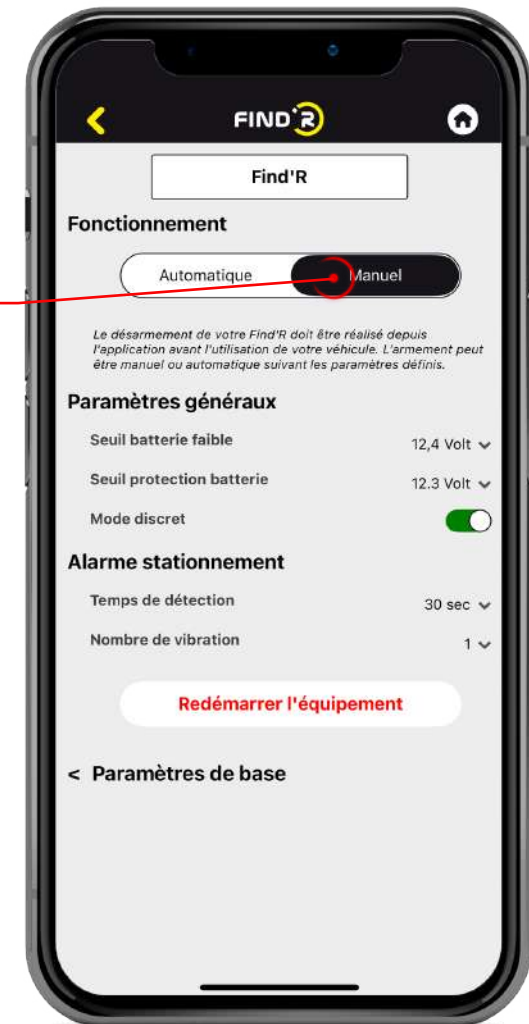 FIND'R
Find'R
Fonctionnement
Automatique Manuel
Le désarmement de votre Find'R doit être réalisé depuis
l'application avant l'utilisation de votre véhicule. L'armement peut
être manuel ou automatique suivant les paramètres définis.
Paramètres généraux
Seuil batterie faible 12,4 Volt
Seuil protection batterie 12.3 Volt
Mode discret
Alarme stationnement
Temps de détection 30 sec
Nombre de vibration 1
Redémarrer l'équipement
< Paramètres de base